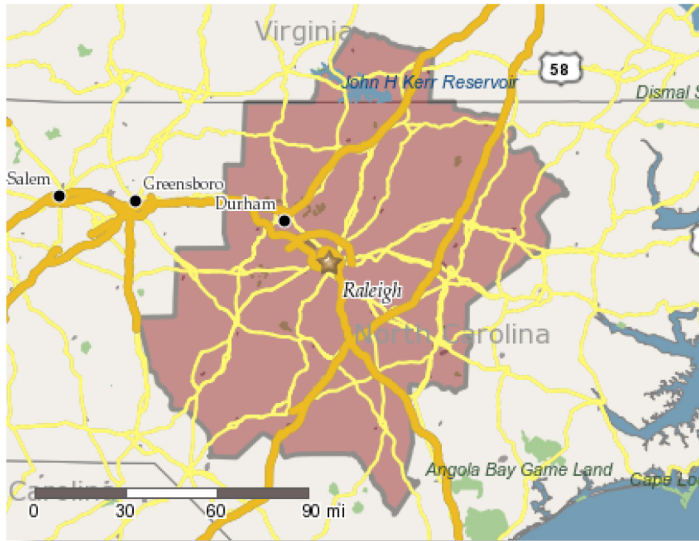 Virginia
58
John H Kerr Reservoir
Dismal S
Salem
Greensboro
Durham
Raleigh
North Carolina
Angola Bay Game Land
Cape Loo
Carolina
0 30 60 90 mi